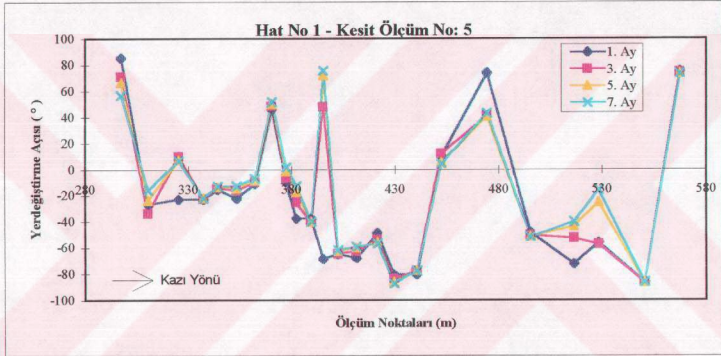 Hat No 1 - Kesit Ölçüm No: 5
Yerdeğiştirme Açısı ( ° )
100
80
60
40
20
0
-20
-40
-60
-80
-100
280
330
380
430
480
530
580
1. Ay
3. Ay
5. Ay
7. Ay
Kazı Yönü
Ölçüm Noktaları (m)